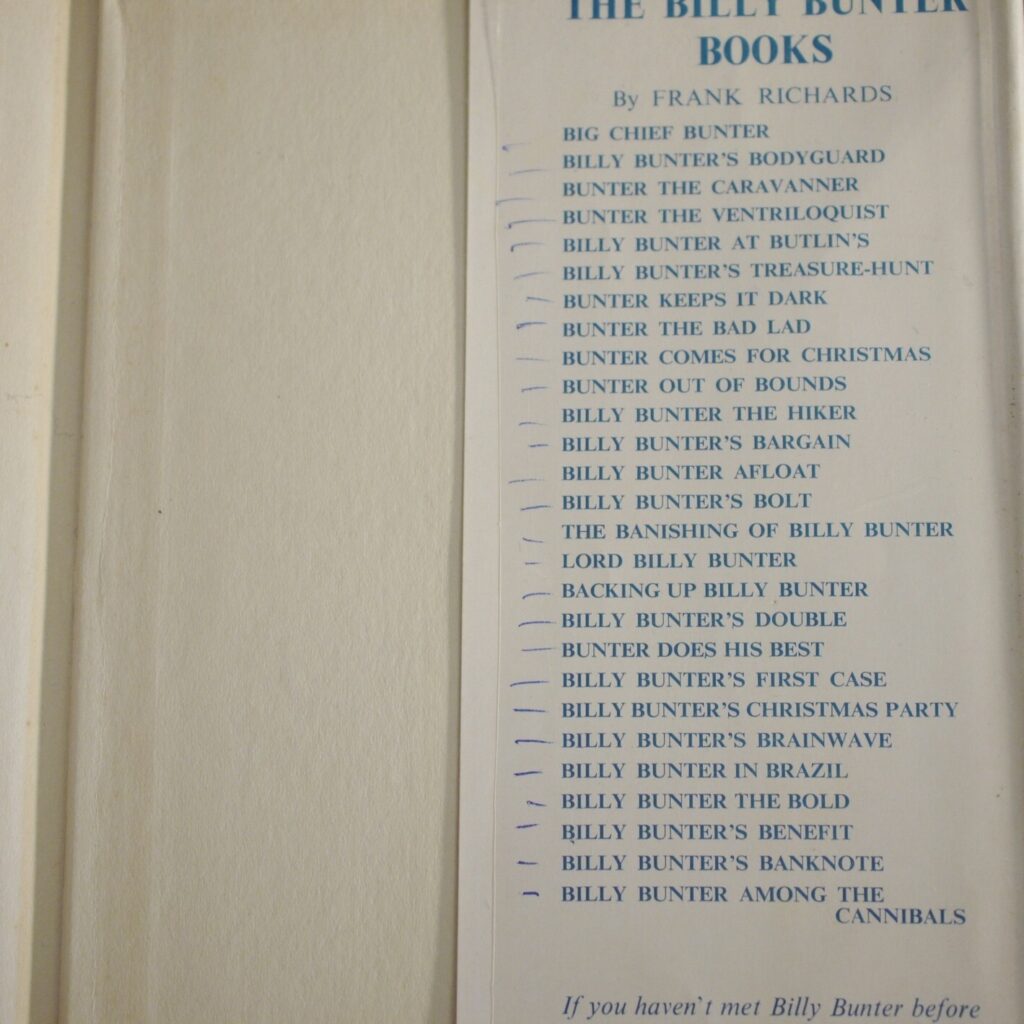 THE BILLY BUNTER
BOOKS
By FRANK RICHARDS
BIG CHIEF BUNTER
BILLY BUNTER'S BODYGUARD
BUNTER THE CARAVANNER
BUNTER THE VENTRILOQUIST
BILLY BUNTER AT BUTLIN'S
BILLY BUNTER'S TREASURE-HUNT
BUNTER KEEPS IT DARK
BUNTER THE BAD LAD
BUNTER COMES FOR CHRISTMAS
BUNTER OUT OF BOUNDS
BILLY BUNTER THE HIKER
BILLY BUNTER'S BARGAIN
BILLY BUNTER AFLOAT
BILLY BUNTER'S BOLT
THE BANISHING OF BILLY BUNTER
LORD BILLY BUNTER
BACKING UP BILLY BUNTER
BILLY BUNTER'S DOUBLE
BUNTER DOES HIS BEST
BILLY BUNTER'S FIRST CASE
BILLY BUNTER'S CHRISTMAS PARTY
BILLY BUNTER'S BRAINWAVE
BILLY BUNTER IN BRAZIL
BILLY BUNTER THE BOLD
BILLY BUNTER'S BENEFIT
BILLY BUNTER'S BANKNOTE
BILLY BUNTER AMONG THE
CANNIBALS
If you haven't met Billy Bunter before